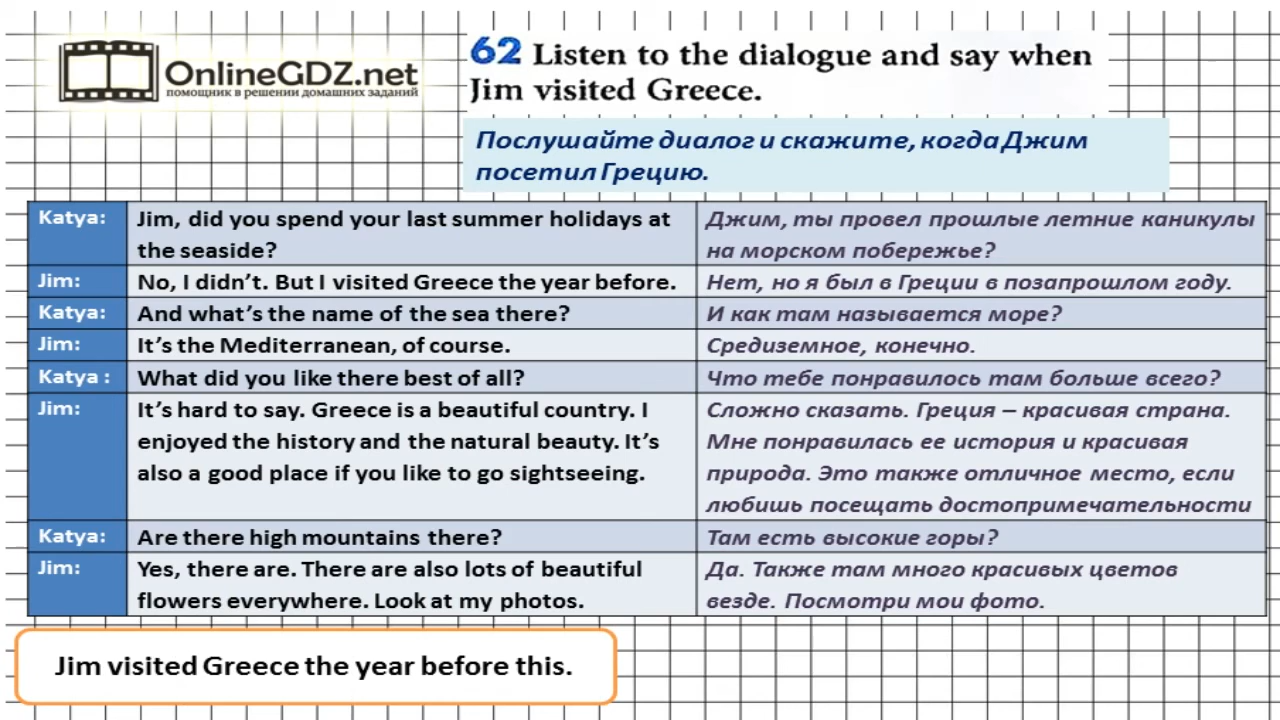 OnlineGDZ.net
помощник в решении домашних заданий
62 Listen to the dialogue and say when
Jim visited Greece.
Послушайте диалог и скажите, когда Джим
посетил Грецию.
Katya:
Jim, did you spend your last summer holidays at
the seaside?
Джим, ты провел прошлые летние каникулы
на морском побережье?
Jim:
No, I didn't. But I visited Greece the year before.
Нет, но я был в Греции в позапрошлом году.
Katya:
And what's the name of the sea there?
И как там называется море?
Jim:
It's the Mediterranean, of course.
Средиземное, конечно.
Katya :
What did you like there best of all?
Что тебе понравилось там больше всего?
Jim:
It's hard to say. Greece is a beautiful country. I
enjoyed the history and the natural beauty. It's
also a good place if you like to go sightseeing.
Сложно сказать. Греция – красивая страна.
Мне понравилась ее история и красивая
природа. Это также отличное место, если
любишь посещать достопримечательности
Katya:
Are there high mountains there?
Там есть высокие горы?
Jim:
Yes, there are. There are also lots of beautiful
flowers everywhere. Look at my photos.
Да. Также там много красивых цветов
везде. Посмотри мои фото.
Jim visited Greece the year before this.